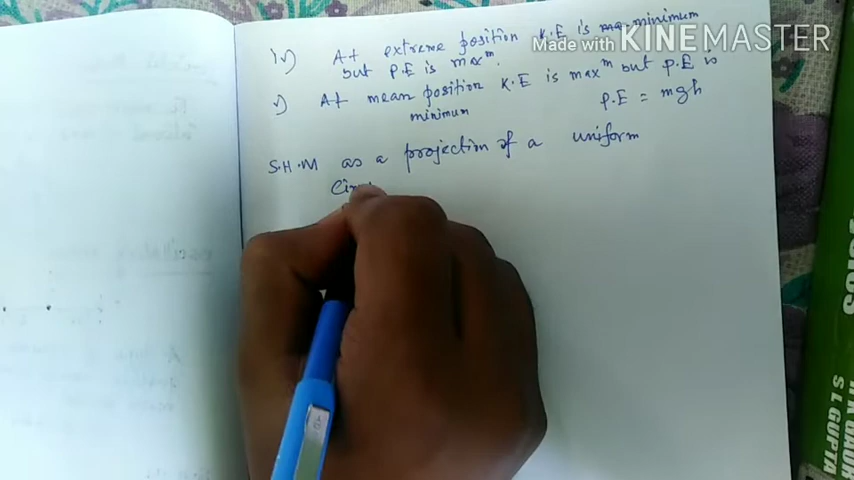 iv) At extreme position K.E is minimum
but P.E is maxᵐ.
v) At mean position K.E is maxᵐ but P.E is
minimum
P.E = mgh
S.H.M as a projection of a uniform
Cir
Made with KINEMASTER
S L GUPTA